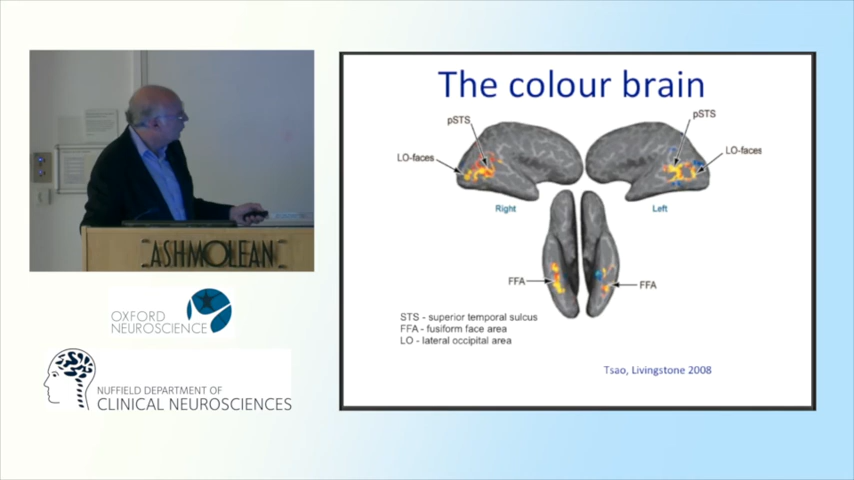 ASHMOLEAN
OXFORD
NEUROSCIENCE
NUFFIELD DEPARTMENT OF
CLINICAL NEUROSCIENCES
The colour brain
pSTS
pSTS
LO-faces
LO-faces
Right
Left
FFA
FFA
STS - superior temporal sulcus
FFA - fusiform face area
LO - lateral occipital area
Tsao, Livingstone 2008